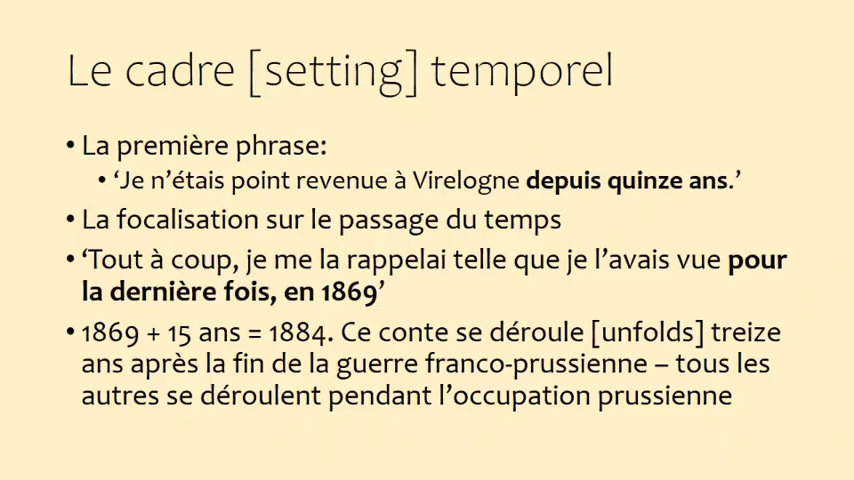 Le cadre [setting] temporel
• La première phrase:
• ‘Je n’étais point revenue à Virelogne depuis quinze ans.’
• La focalisation sur le passage du temps
• ‘Tout à coup, je me la rappelai telle que je l’avais vue pour
la dernière fois, en 1869’
• 1869 + 15 ans = 1884. Ce conte se déroule [unfolds] treize
ans après la fin de la guerre franco-prussienne – tous les
autres se déroulent pendant l’occupation prussienne